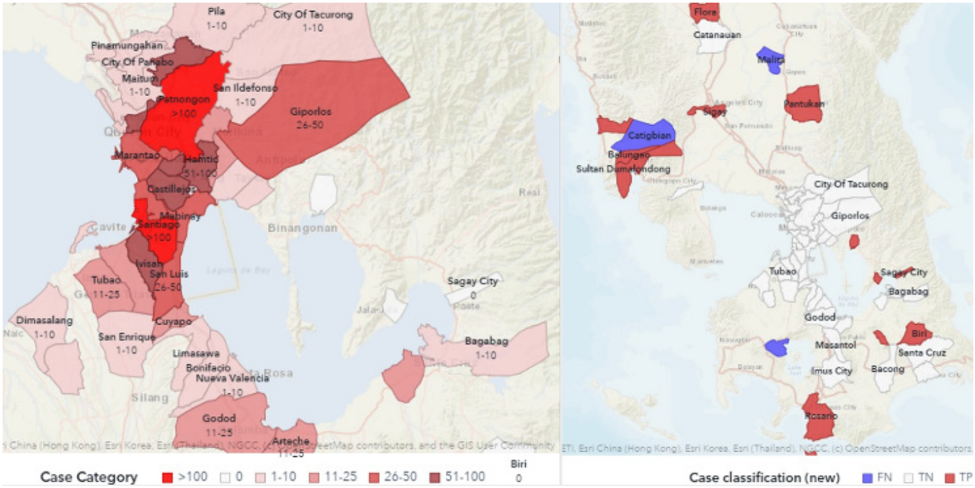 Pila
1-10
City Of Tacurong
1-10
Pinamungahan
City Of Panabo
Maitum
1-10
Patnongon
>100
San Ildefonso
1-10
Giporlos
26-50
Marantao
Hamtic
51-100
Castillejos
Mabinay
Santiago
>100
Cavite
Binangonan
Real
Ivisan
Laguna de Bay
Tubao
11-25
San Luis
26-50
Sagay City
0
Dimasalang
1-10
Naic
San Enrique
1-10
Cuyapo
Limasawa
Bonifacio
Nueva Valencia
1-10
Bagabag
1-10
Silang
Godod
11-25
Arteche
11-25
China (Hong Kong), Esri Korea, Esri (Thailand), NGCC, (c) OpenStreetMap contributors, and the GIS User Community
Case Category
>100
0
1-10
11-25
26-50
51-100
Biri
0
Flora
Catanauan
Malita
Sigay
Pantukan
Catigbian
Balungao
Sultan Dumalondong
City Of Tacurong
Giporlos
Tubao
Sagay City
Bagabag
Godod
Masantol
Biri
Santa Cruz
Imus City
Bacong
Rosario
ETI, Esri China (Hong Kong), Esri Korea, Esri (Thailand), NGCC, (c) OpenStreetMap contributors
Case classification (new)
FN
TN
TP